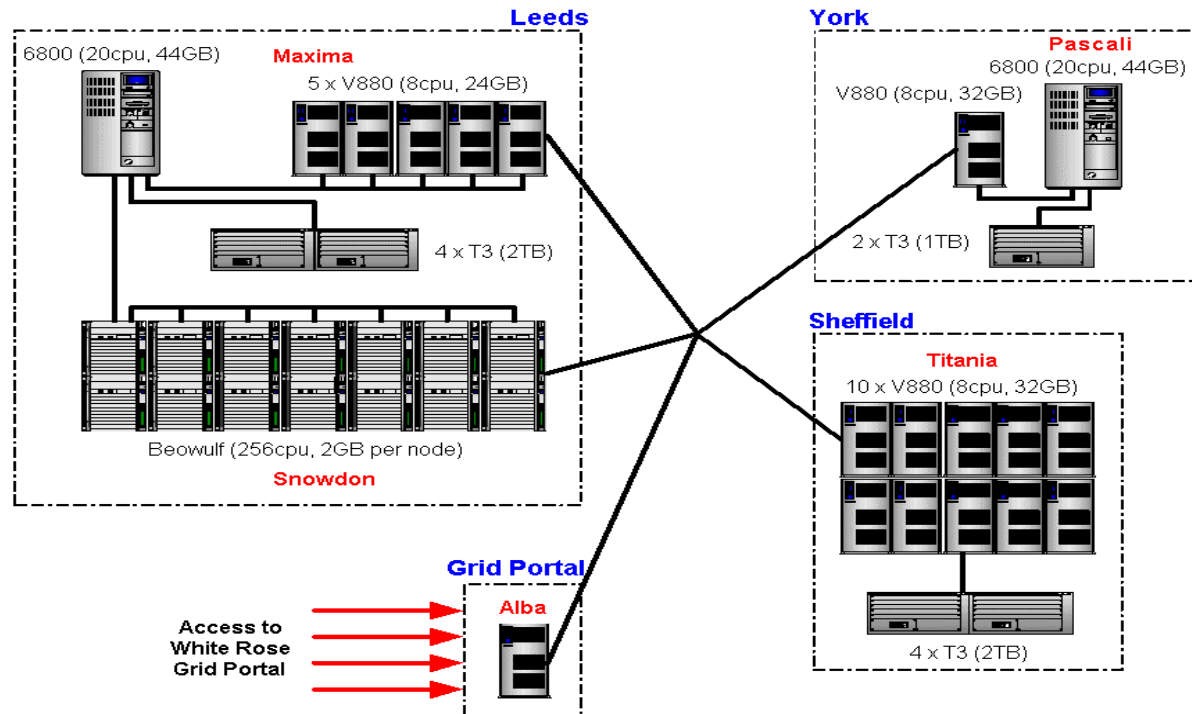 Leeds
6800 (20cpu, 44GB)
Maxima
5 x V880 (8cpu, 24GB)
4 x T3 (2TB)
Beowulf (256cpu, 2GB per node)
Snowdon
York
Pascali
6800 (20cpu, 44GB)
V880 (8cpu, 32GB)
2 x T3 (1TB)
Sheffield
Titania
10 x V880 (8cpu, 32GB)
4 x T3 (2TB)
Grid Portal
Alba
Access to
White Rose
Grid Portal